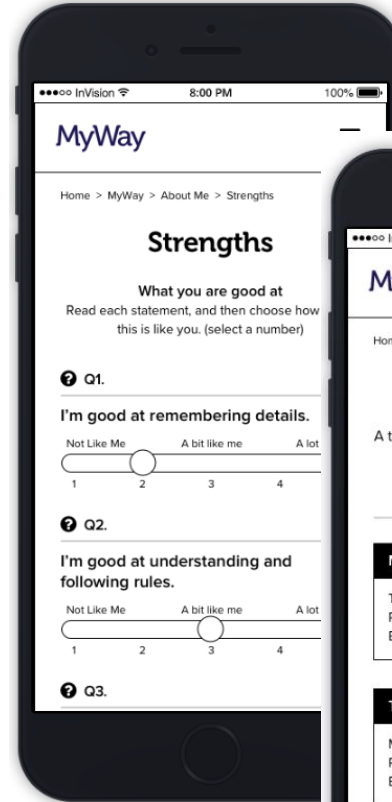 ●●●○○ InVision 8:00 PM 100%
MyWay
Home > MyWay > About Me > Strengths
Strengths
What you are good at
Read each statement, and then choose how
this is like you. (select a number)
? Q1.
I'm good at remembering details.
Not Like Me A bit like me A lot
1 2 3 4
? Q2.
I'm good at understanding and
following rules.
Not Like Me A bit like me A lot
1 2 3 4
? Q3.